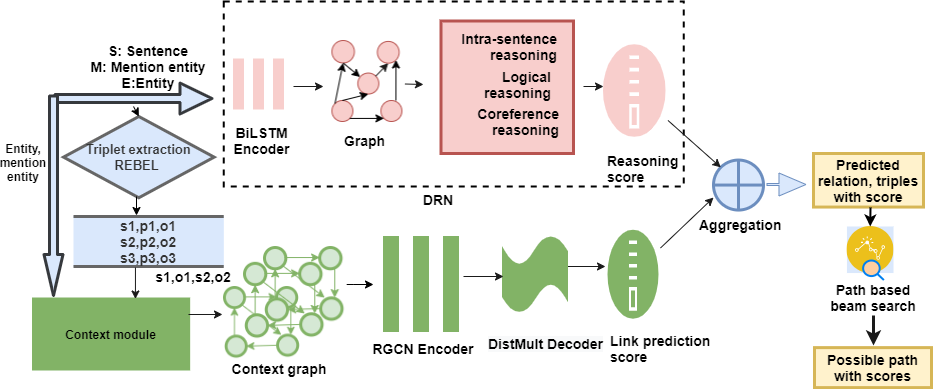 S: Sentence
M: Mention entity
E:Entity
Entity,
mention
entity
Triplet extraction
REBEL
s1,p1,o1
s2,p2,o2
s3,p3,o3
s1,o1,s2,o2
Context module
BiLSTM
Encoder
Graph
Intra-sentence
reasoning
Logical
reasoning
Coreference
reasoning
Reasoning
score
DRN
Context graph
RGCN Encoder
DistMult Decoder
Link prediction
score
Aggregation
Predicted
relation, triples
with score
Path based
beam search
Possible path
with scores